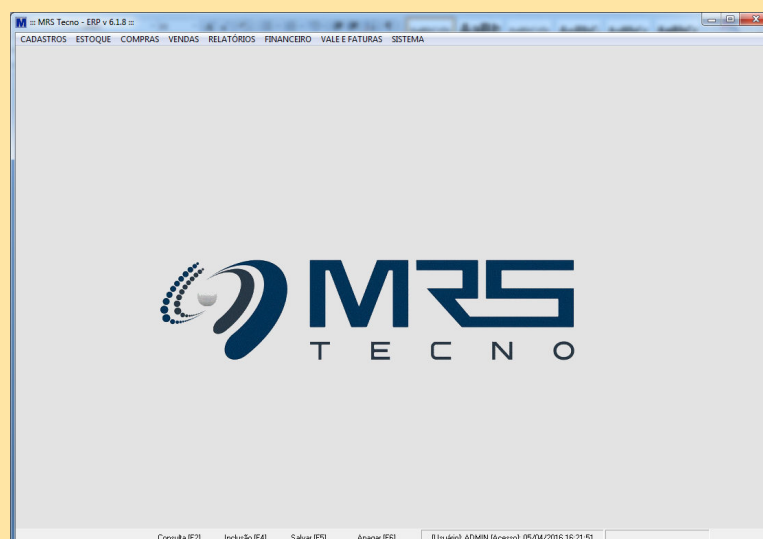 M ::: MRS Tecno - ERP v 6.1.8 :::
CADASTROS ESTOQUE COMPRAS VENDAS RELATÓRIOS FINANCEIRO VALE E FATURAS SISTEMA
MRS
TECNO
Consulta [F2] Inclusão [F4] Salvar [F5] Apagar [F6] [Usuário]: ADMIN [Acesso]: 05/04/2016 16:21:51